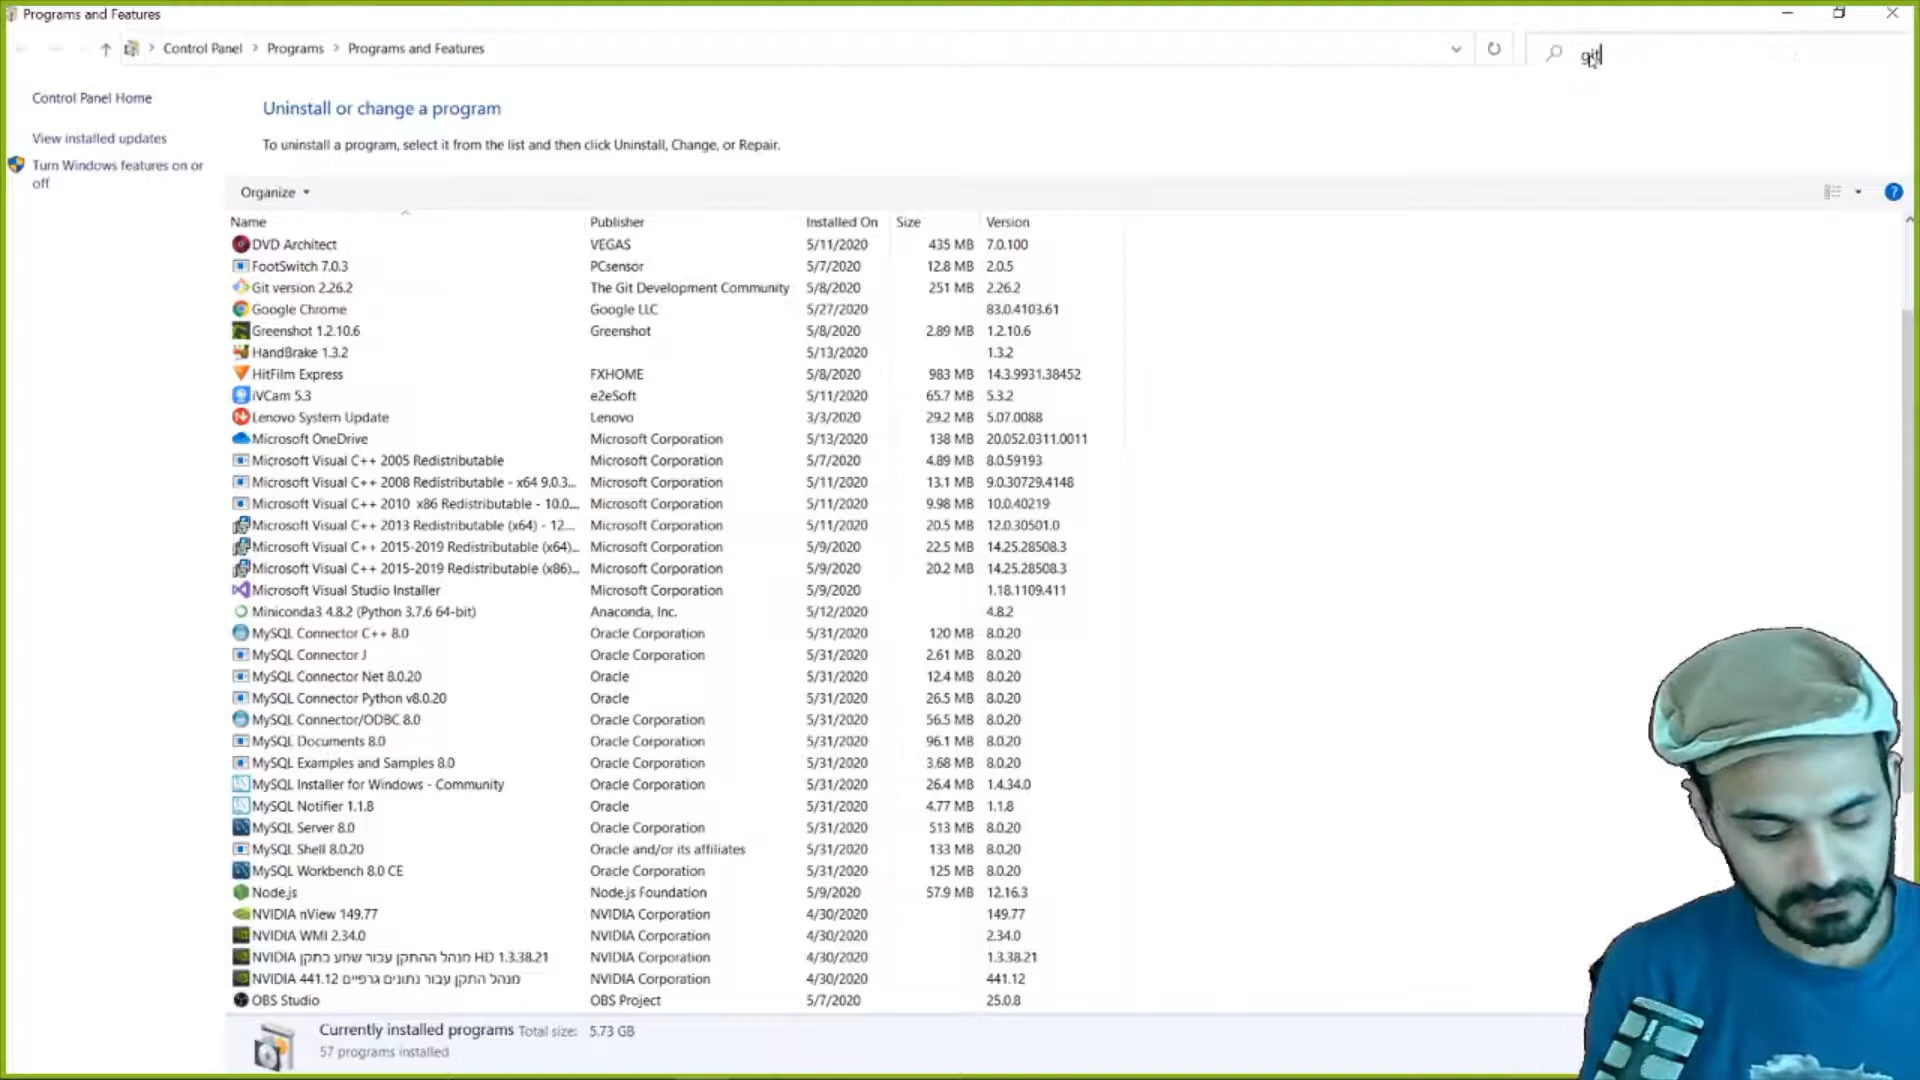 Programs and Features
Control Panel > Programs > Programs and Features
git
Control Panel Home
View installed updates
Turn Windows features on or
off
Uninstall or change a program
To uninstall a program, select it from the list and then click Uninstall, Change, or Repair.
Organize
Name Publisher Installed On Size Version
DVD Architect VEGAS 5/11/2020 435 MB 7.0.100
FootSwitch 7.0.3 PCsensor 5/7/2020 12.8 MB 2.0.5
Git version 2.26.2 The Git Development Community 5/8/2020 251 MB 2.26.2
Google Chrome Google LLC 5/27/2020 83.0.4103.61
Greenshot 1.2.10.6 Greenshot 5/8/2020 2.89 MB 1.2.10.6
HandBrake 1.3.2 5/13/2020 1.3.2
HitFilm Express FXHOME 5/8/2020 983 MB 14.3.9931.38452
iVCam 5.3 e2eSoft 5/11/2020 65.7 MB 5.3.2
Lenovo System Update Lenovo 3/3/2020 29.2 MB 5.07.0088
Microsoft OneDrive Microsoft Corporation 5/13/2020 138 MB 20.052.0311.0011
Microsoft Visual C++ 2005 Redistributable Microsoft Corporation 5/7/2020 4.89 MB 8.0.59193
Microsoft Visual C++ 2008 Redistributable - x64 9.0.3... Microsoft Corporation 5/11/2020 13.1 MB 9.0.30729.4148
Microsoft Visual C++ 2010 x86 Redistributable - 10.0... Microsoft Corporation 5/11/2020 9.98 MB 10.0.40219
Microsoft Visual C++ 2013 Redistributable (x64) - 12... Microsoft Corporation 5/11/2020 20.5 MB 12.0.30501.0
Microsoft Visual C++ 2015-2019 Redistributable (x64)... Microsoft Corporation 5/9/2020 22.5 MB 14.25.28508.3
Microsoft Visual C++ 2015-2019 Redistributable (x86)... Microsoft Corporation 5/9/2020 20.2 MB 14.25.28508.3
Microsoft Visual Studio Installer Microsoft Corporation 5/9/2020 1.18.1109.411
Miniconda3 4.8.2 (Python 3.7.6 64-bit) Anaconda, Inc. 5/12/2020 4.8.2
MySQL Connector C++ 8.0 Oracle Corporation 5/31/2020 120 MB 8.0.20
MySQL Connector J Oracle Corporation 5/31/2020 2.61 MB 8.0.20
MySQL Connector Net 8.0.20 Oracle 5/31/2020 12.4 MB 8.0.20
MySQL Connector Python v8.0.20 Oracle 5/31/2020 26.5 MB 8.0.20
MySQL Connector/ODBC 8.0 Oracle Corporation 5/31/2020 56.5 MB 8.0.20
MySQL Documents 8.0 Oracle Corporation 5/31/2020 96.1 MB 8.0.20
MySQL Examples and Samples 8.0 Oracle Corporation 5/31/2020 3.68 MB 8.0.20
MySQL Installer for Windows - Community Oracle Corporation 5/31/2020 26.4 MB 1.4.34.0
MySQL Notifier 1.1.8 Oracle 5/31/2020 4.77 MB 1.1.8
MySQL Server 8.0 Oracle Corporation 5/31/2020 513 MB 8.0.20
MySQL Shell 8.0.20 Oracle and/or its affiliates 5/31/2020 133 MB 8.0.20
MySQL Workbench 8.0 CE Oracle Corporation 5/31/2020 125 MB 8.0.20
Node.js Node.js Foundation 5/9/2020 57.9 MB 12.16.3
NVIDIA nView 149.77 NVIDIA Corporation 4/30/2020 149.77
NVIDIA WMI 2.34.0 NVIDIA Corporation 4/30/2020 2.34.0
NVIDIA מנהל ההתקן עבור שמע בתקן HD 1.3.38.21 NVIDIA Corporation 4/30/2020 1.3.38.21
NVIDIA מנהל התקן עבור נתונים גרפיים 441.12 NVIDIA Corporation 4/30/2020 441.12
OBS Studio OBS Project 5/7/2020 25.0.8
Currently installed programs Total size: 5.73 GB
57 programs installed